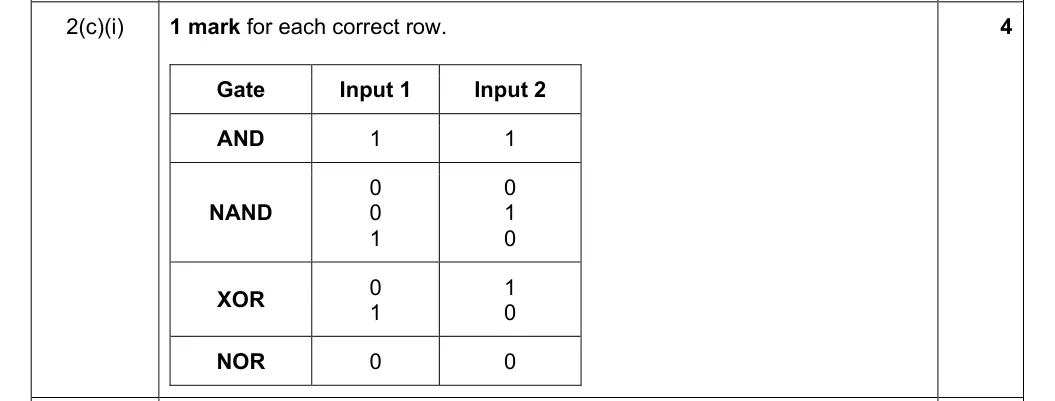 2(c)(i) 1 mark for each correct row. 4
Gate Input 1 Input 2
AND 1 1
0 0
NAND 0 1
1 0
0 1
XOR
1 0
NOR 0 0